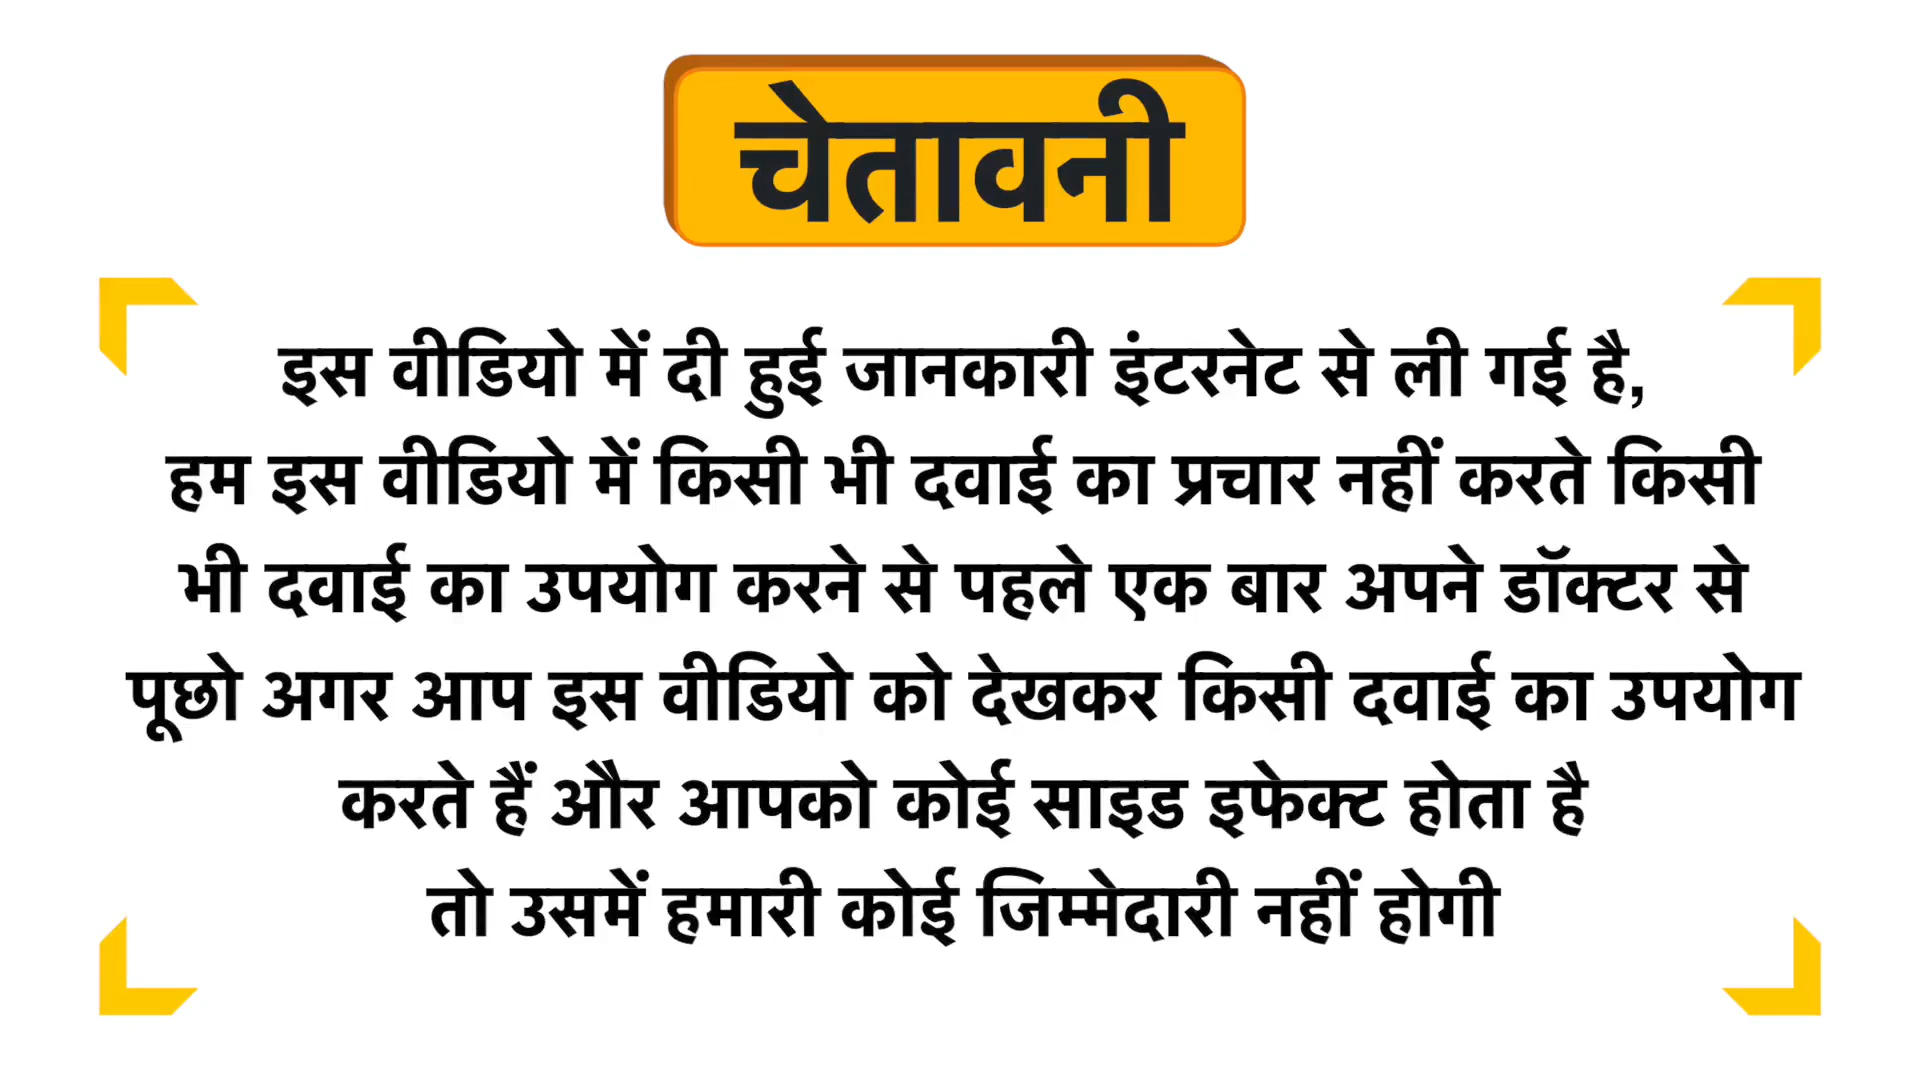 चेतावनी
इस वीडियो में दी हुई जानकारी इंटरनेट से ली गई है,
हम इस वीडियो में किसी भी दवाई का प्रचार नहीं करते किसी
भी दवाई का उपयोग करने से पहले एक बार अपने डॉक्टर से
पूछो अगर आप इस वीडियो को देखकर किसी दवाई का उपयोग
करते हैं और आपको कोई साइड इफेक्ट होता है
तो उसमें हमारी कोई जिम्मेदारी नहीं होगी